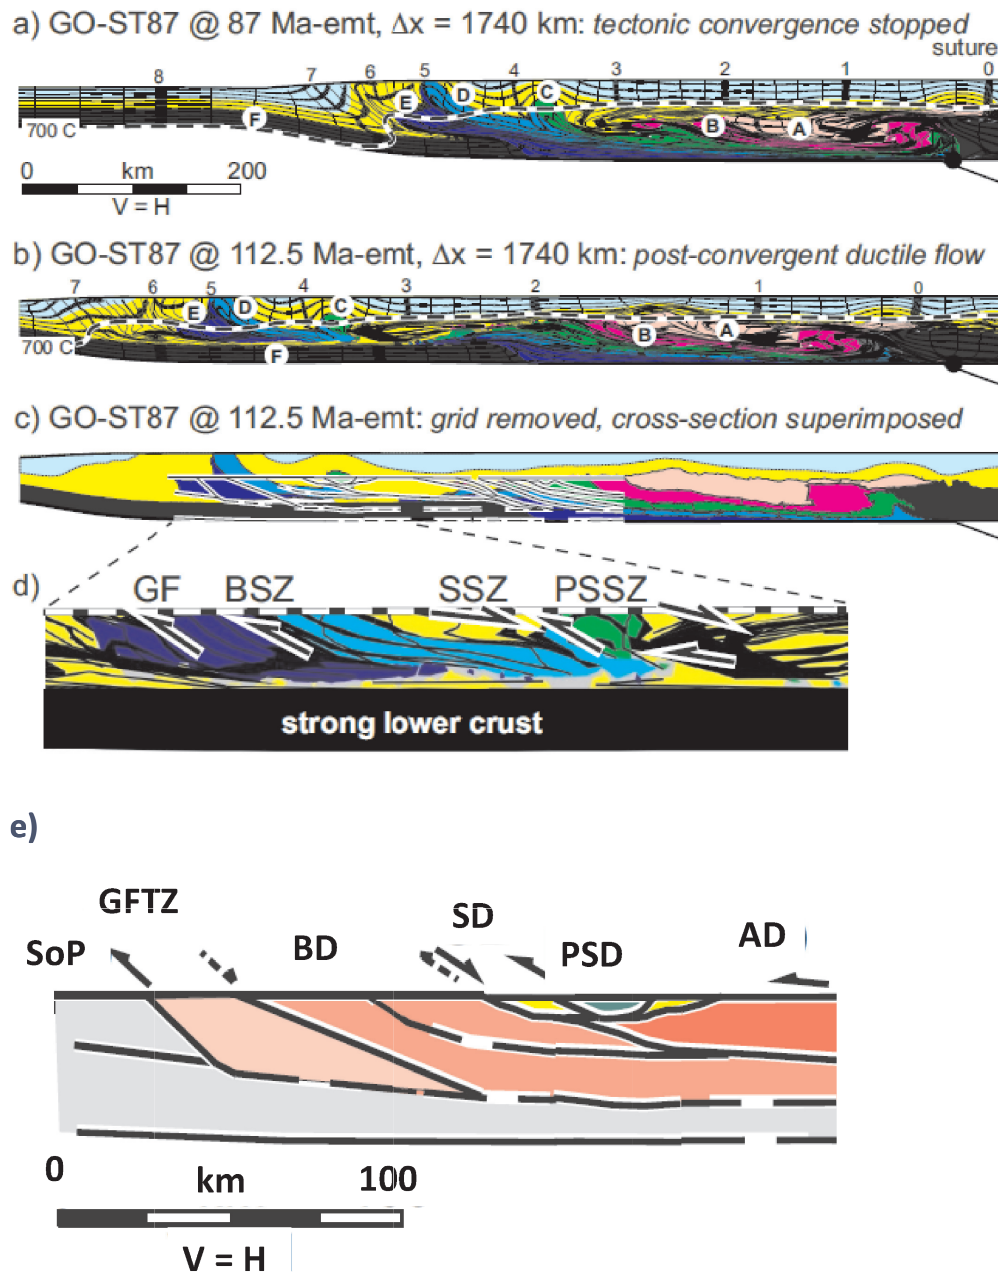 a) GO-ST87 @ 87 Ma-emt, Δx = 1740 km: tectonic convergence stopped
suture
8 7 6 5 4 3 2 1 0
E D C
F B A
700 C
0 km 200
V = H
b) GO-ST87 @ 112.5 Ma-emt, Δx = 1740 km: post-convergent ductile flow
7 6 5 4 3 2 1 0
E D C
B A
700 C
F
c) GO-ST87 @ 112.5 Ma-emt: grid removed, cross-section superimposed
d) GF BSZ SSZ PSSZ
strong lower crust
e)
GFTZ SD
SoP BD PSD AD
0 km 100
V = H